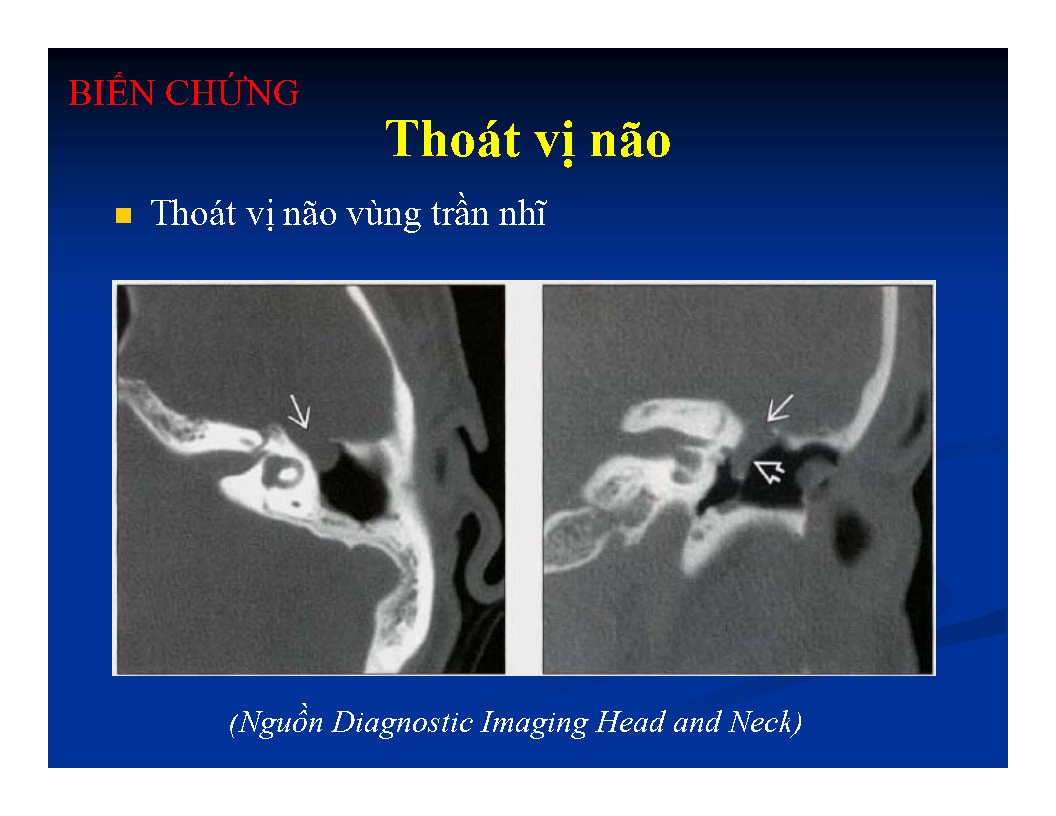 BIẾN CHỨNG
Thoát vị não
Thoát vị não vùng trần nhĩ
(Nguồn Diagnostic Imaging Head and Neck)